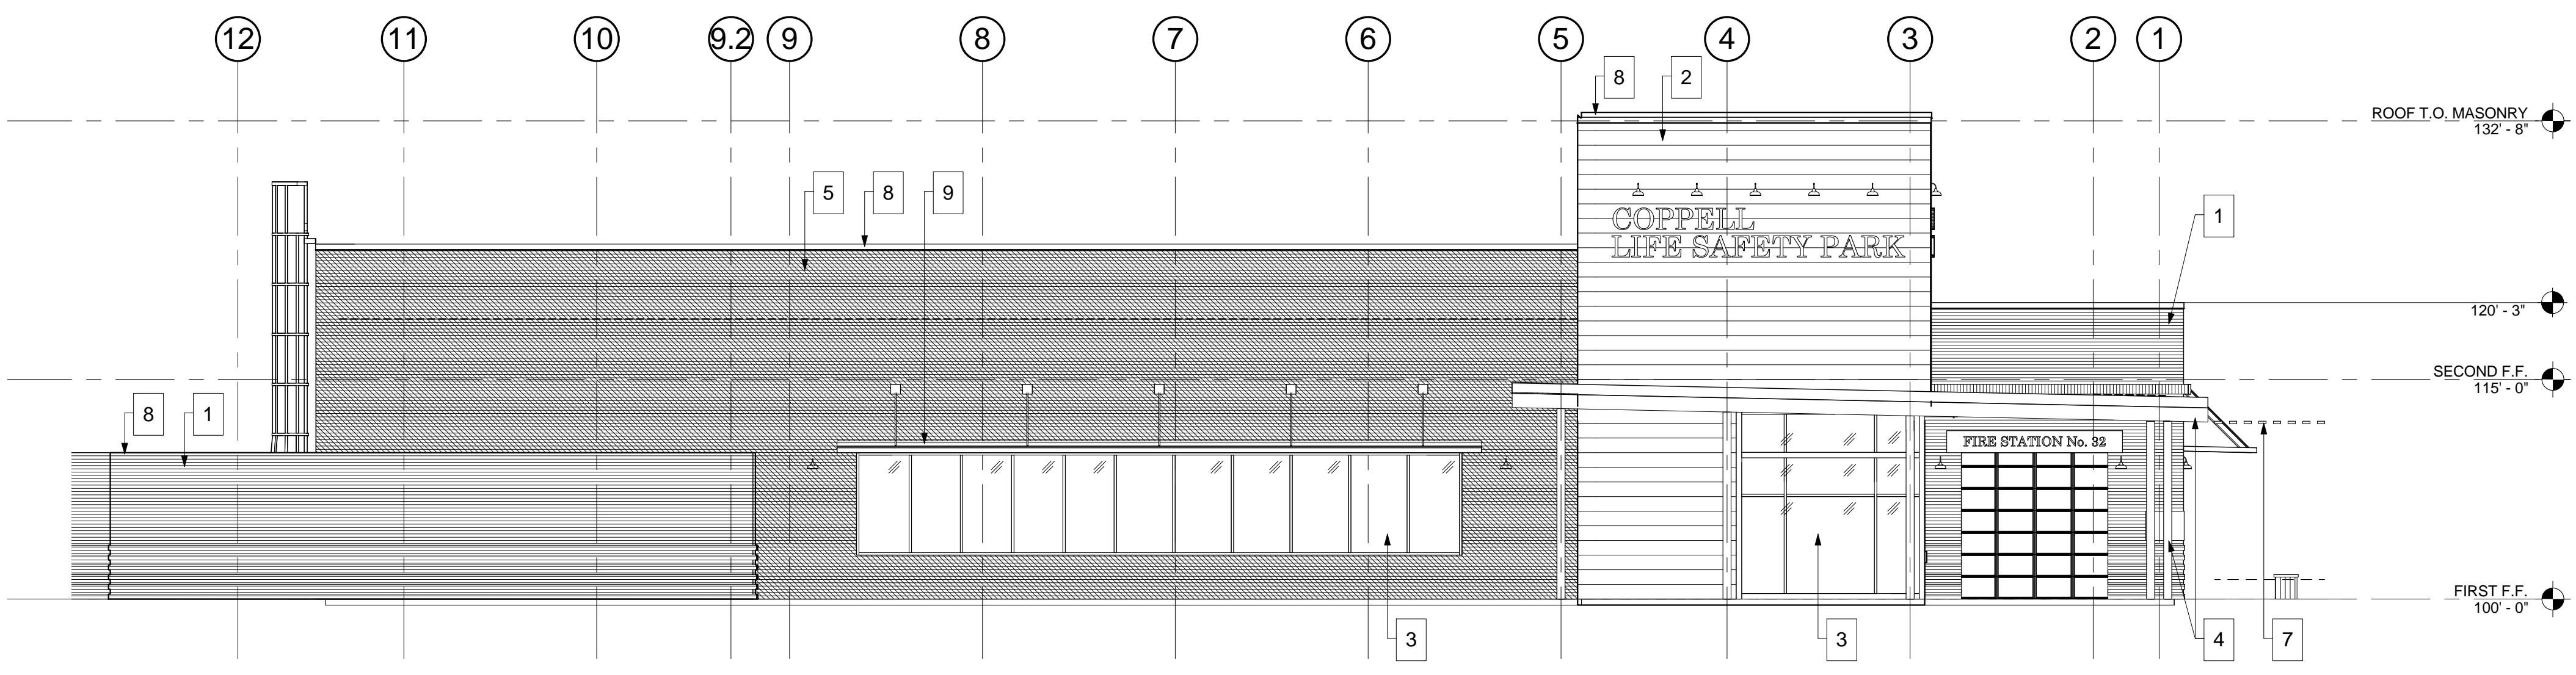 12 11 10 9.2 9 8 7 6 5 4 3 2 1
8 2
ROOF T.O. MASONRY
132' - 8"
5 8 9
1
COPPELL
LIFE SAFETY PARK
120' - 3"
SECOND F.F.
115' - 0"
8 1
FIRE STATION No. 32
FIRST F.F.
100' - 0"
3 3 4 7